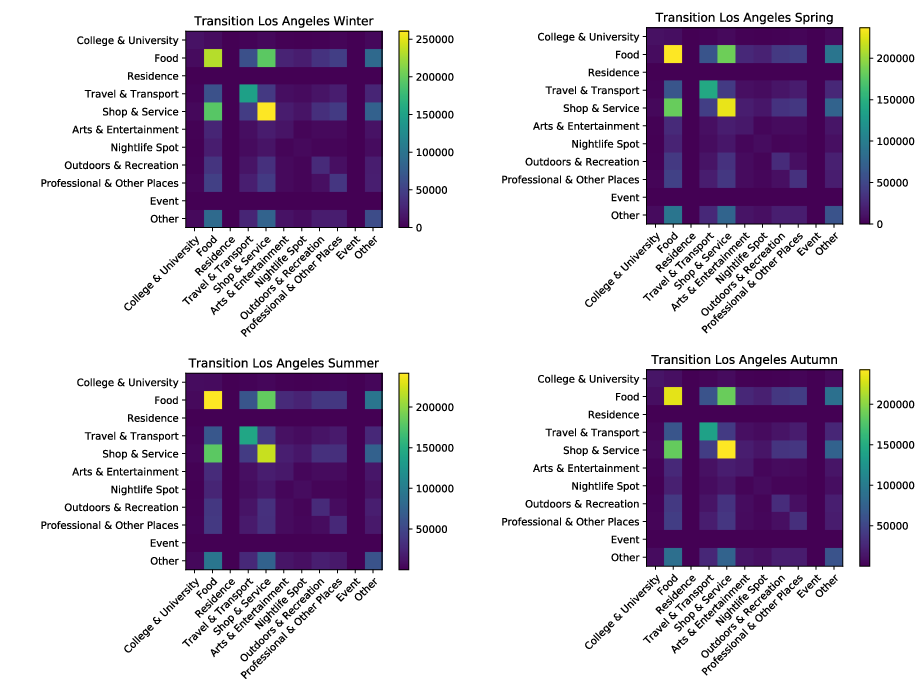 Transition Los Angeles Winter
College & University
Food
Residence
Travel & Transport
Shop & Service
Arts & Entertainment
Nightlife Spot
Outdoors & Recreation
Professional & Other Places
Event
Other
College & University
Food
Residence
Travel & Transport
Shop & Service
Arts & Entertainment
Nightlife Spot
Outdoors & Recreation
Professional & Other Places
Event
Other
250000
200000
150000
100000
50000
0
Transition Los Angeles Spring
College & University
Food
Residence
Travel & Transport
Shop & Service
Arts & Entertainment
Nightlife Spot
Outdoors & Recreation
Professional & Other Places
Event
Other
College & University
Food
Residence
Travel & Transport
Shop & Service
Arts & Entertainment
Nightlife Spot
Outdoors & Recreation
Professional & Other Places
Event
Other
200000
150000
100000
50000
0
Transition Los Angeles Summer
College & University
Food
Residence
Travel & Transport
Shop & Service
Arts & Entertainment
Nightlife Spot
Outdoors & Recreation
Professional & Other Places
Event
Other
College & University
Food
Residence
Travel & Transport
Shop & Service
Arts & Entertainment
Nightlife Spot
Outdoors & Recreation
Professional & Other Places
Event
Other
200000
150000
100000
50000
Transition Los Angeles Autumn
College & University
Food
Residence
Travel & Transport
Shop & Service
Arts & Entertainment
Nightlife Spot
Outdoors & Recreation
Professional & Other Places
Event
Other
College & University
Food
Residence
Travel & Transport
Shop & Service
Arts & Entertainment
Nightlife Spot
Outdoors & Recreation
Professional & Other Places
Event
Other
200000
150000
100000
50000